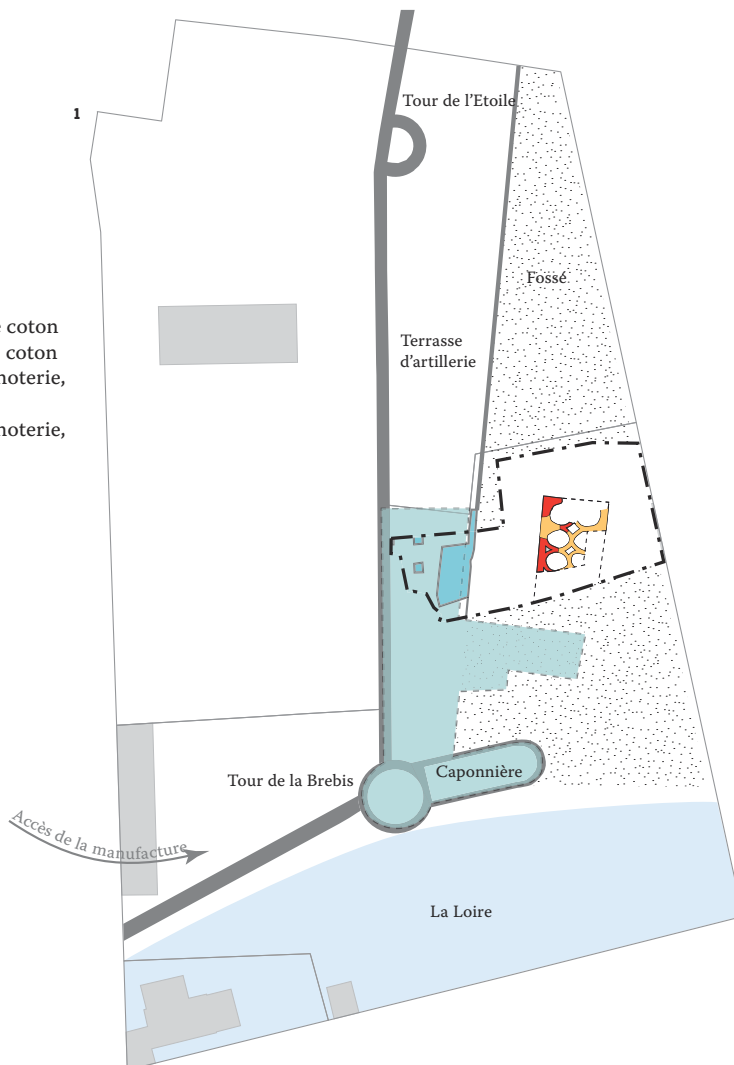 Tour de l'Etoile
1
Fossé
coton
coton
Terrasse
d'artillerie
noterie,
noterie,
Tour de la Brebis
Caponnière
Accès de la manufacture
La Loire